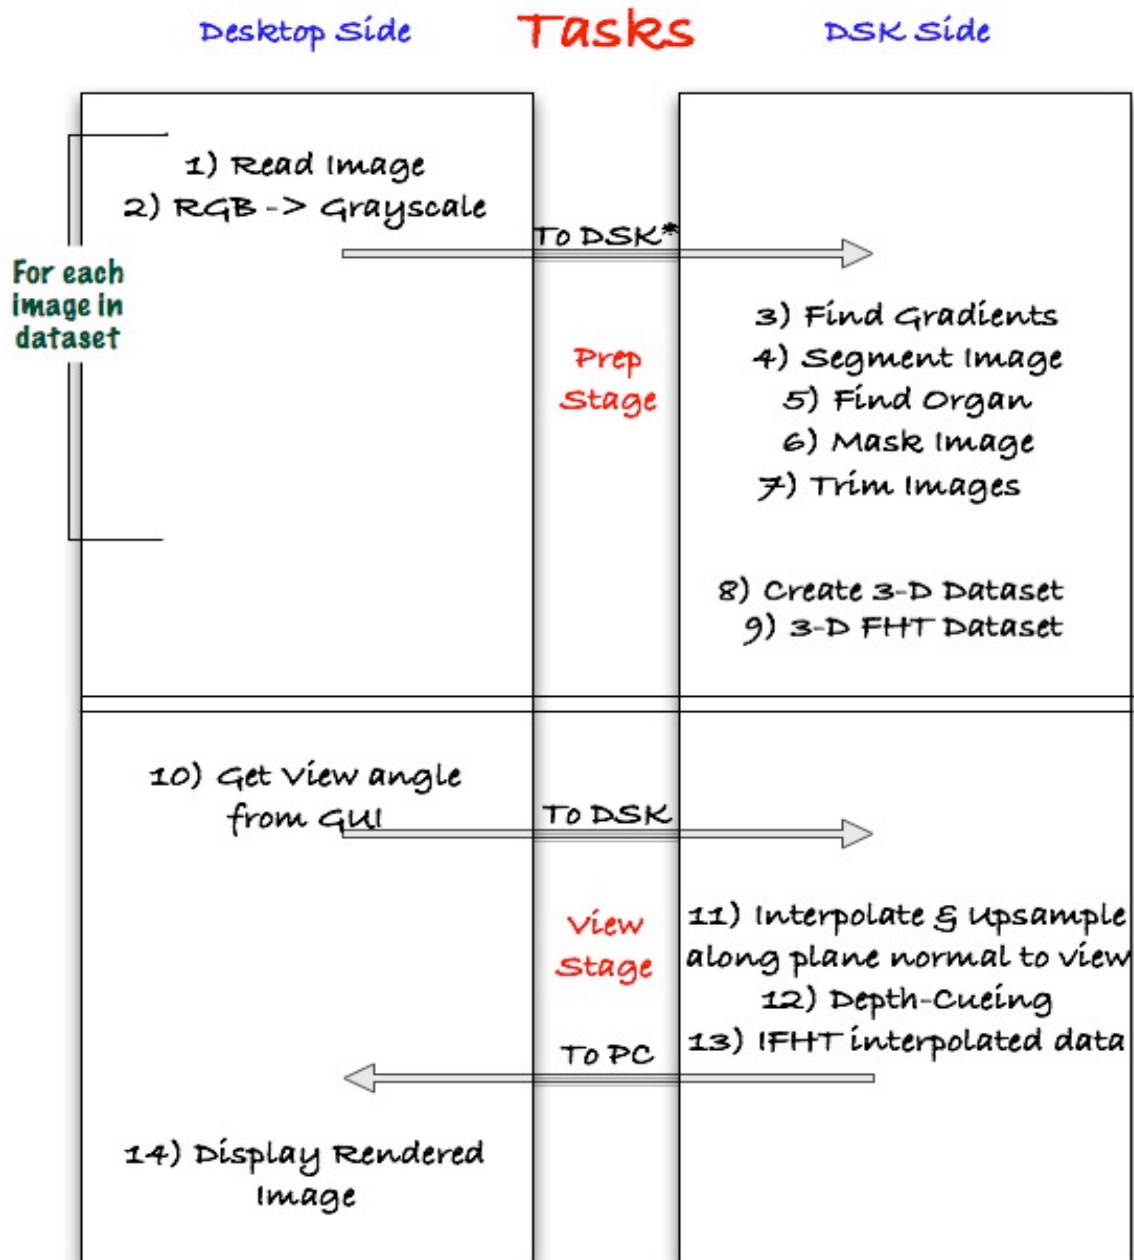 Desktop Side
Tasks
DSK Side
1) Read Image
2) RGB -> Grayscale
To DSK*
For each
image in
dataset
Prep
Stage
3) Find Gradients
4) Segment Image
5) Find Organ
6) Mask Image
7) Trim Images
8) Create 3-D Dataset
9) 3-D FHT Dataset
10) Get View angle
from GUI
To DSK
View
Stage
11) Interpolate & Upsample
along plane normal to view
12) Depth-Cueing
13) IFHT interpolated data
To PC
14) Display Rendered
Image